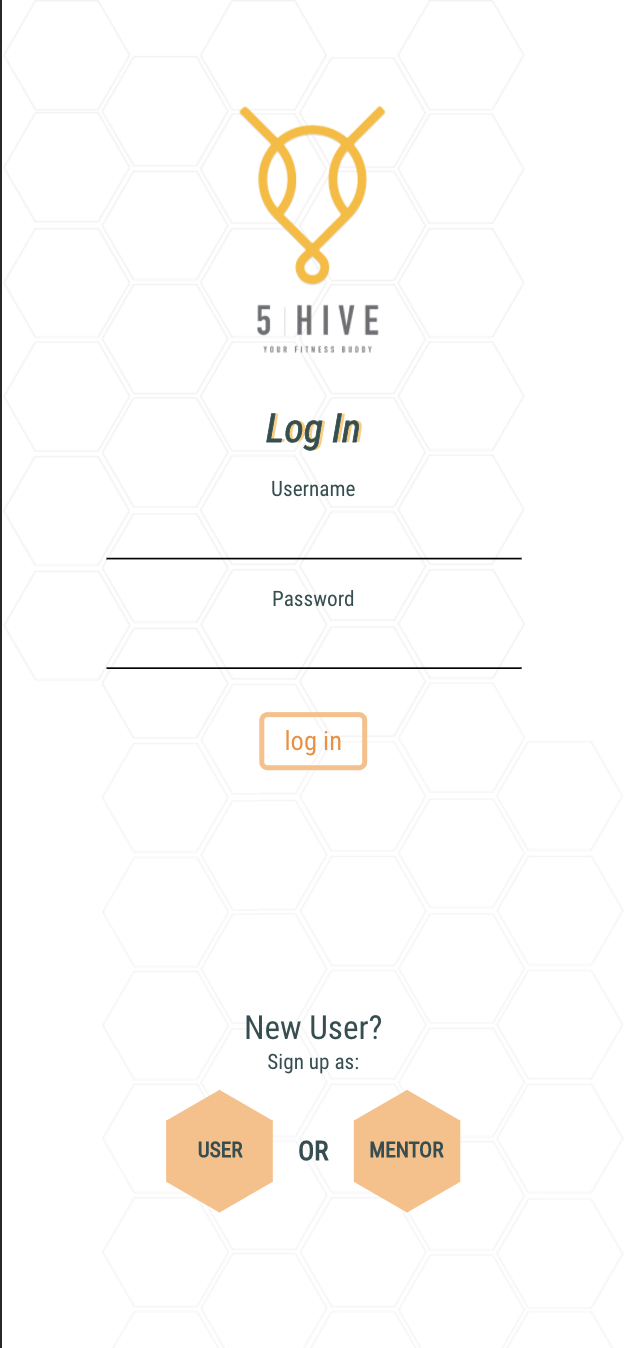 5 | HIVE
YOUR FITNESS BUDDY
Log In
Username
Password
log in
New User?
Sign up as:
USER OR MENTOR